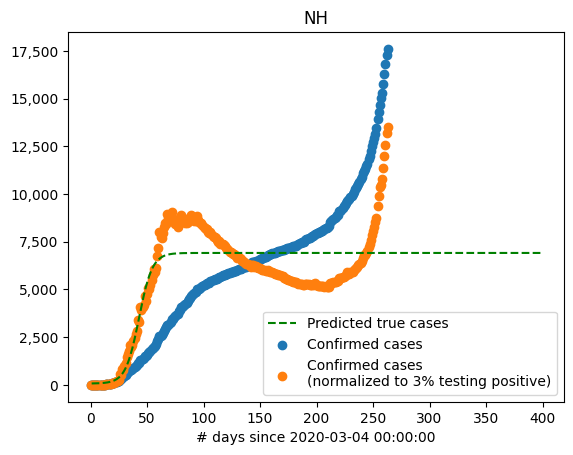 NH
17,500
15,000
12,500
10,000
7,500
5,000
2,500
0
Predicted true cases
Confirmed cases
Confirmed cases
(normalized to 3% testing positive)
0 50 100 150 200 250 300 350 400
# days since 2020-03-04 00:00:00